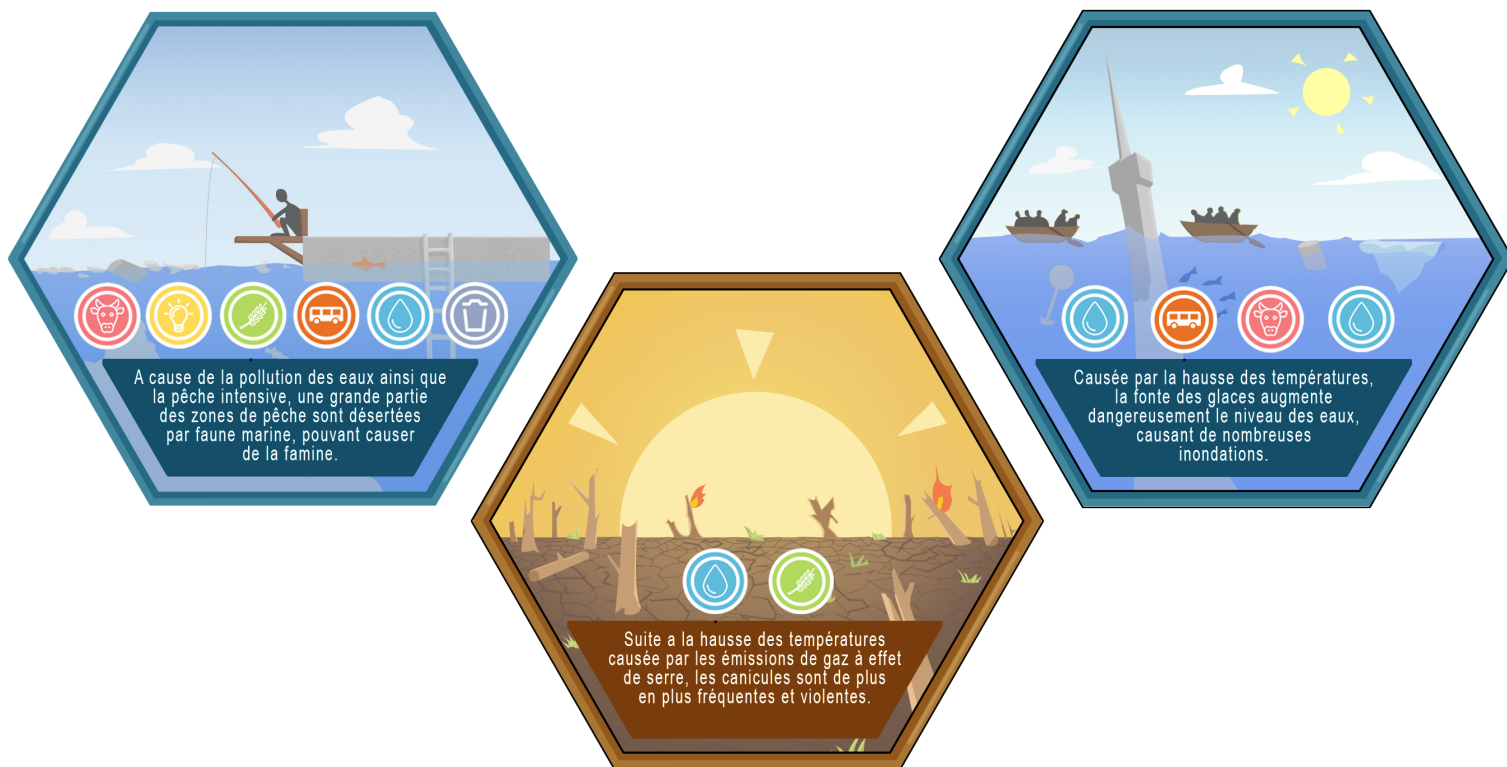 A cause de la pollution des eaux ainsi que
la pêche intensive, une grande partie
des zones de pêche sont désertées
par faune marine, pouvant causer
de la famine.
Suite a la hausse des températures
causée par les émissions de gaz à effet
de serre, les canicules sont de plus
en plus fréquentes et violentes.
Causée par la hausse des températures,
la fonte des glaces augmente
dangereusement le niveau des eaux,
causant de nombreuses
inondations.